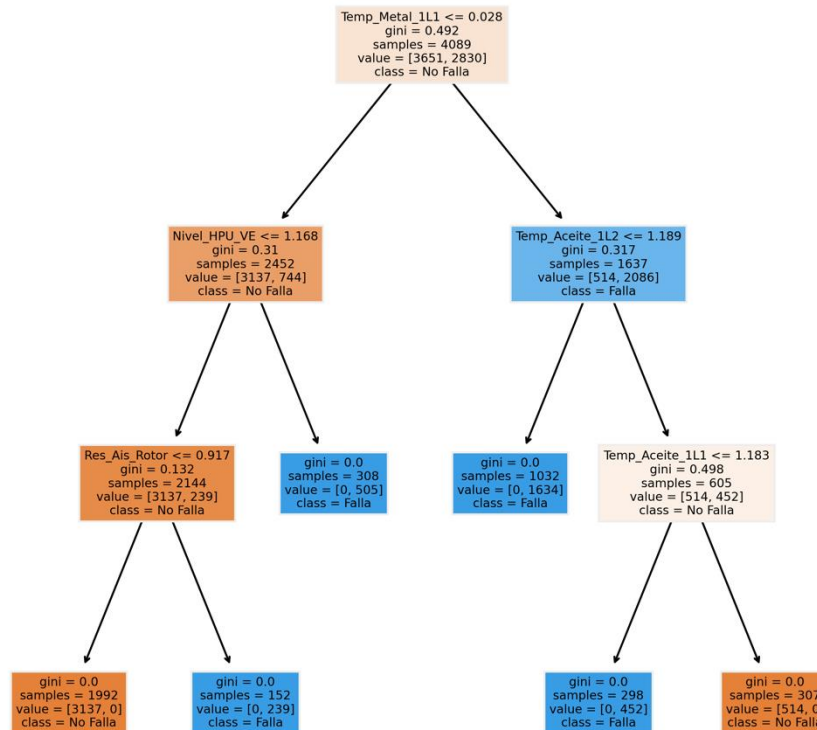 Temp_Metal_1L1 <= 0.028
gini = 0.492
samples = 4089
value = [3651, 2830]
class = No Falla
Nivel_HPU_VE <= 1.168
gini = 0.31
samples = 2452
value = [3137, 744]
class = No Falla
Temp_Aceite_1L2 <= 1.189
gini = 0.317
samples = 1637
value = [514, 2086]
class = Falla
Res_Ais_Rotor <= 0.917
gini = 0.132
samples = 2144
value = [3137, 239]
class = No Falla
gini = 0.0
samples = 308
value = [0, 505]
class = Falla
gini = 0.0
samples = 1032
value = [0, 1634]
class = Falla
Temp_Aceite_1L1 <= 1.183
gini = 0.498
samples = 605
value = [514, 452]
class = No Falla
gini = 0.0
samples = 1992
value = [3137, 0]
class = No Falla
gini = 0.0
samples = 152
value = [0, 239]
class = Falla
gini = 0.0
samples = 298
value = [0, 452]
class = Falla
gini = 0.0
samples = 307
value = [514, 0
class = No Falla